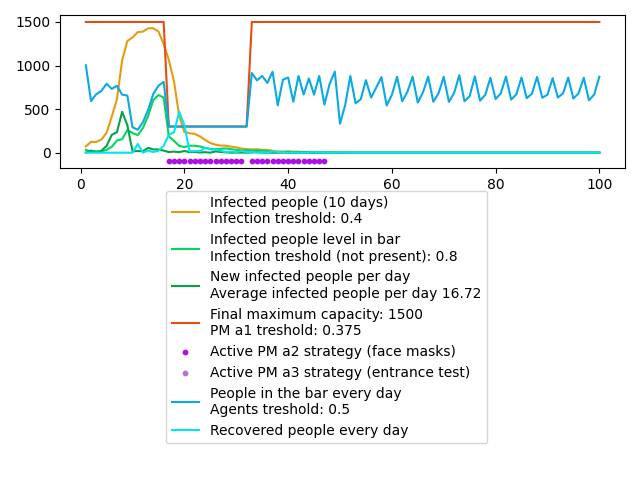 1500
1000
500
0
0
20
40
60
80
100
Infected people (10 days)
Infection treshold: 0.4
Infected people level in bar
Infection treshold (not present): 0.8
New infected people per day
Average infected people per day 16.72
Final maximum capacity: 1500
PM a1 treshold: 0.375
Active PM a2 strategy (face masks)
Active PM a3 strategy (entrance test)
People in the bar every day
Agents treshold: 0.5
Recovered people every day